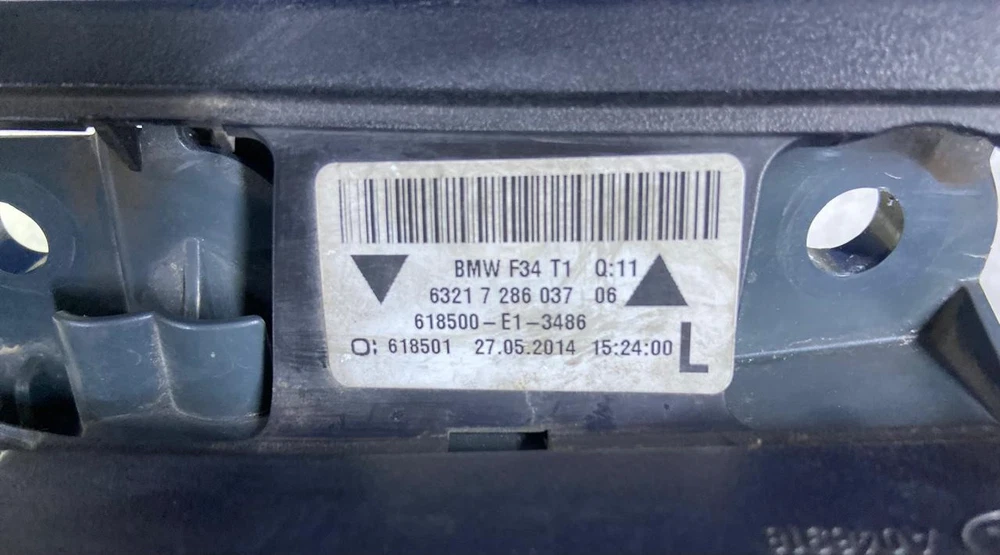 BMW F34 T1 Q:11
6321 7 286 037 06
618500-E1-3486
O: 618501 27.05.2014 15:24:00
L